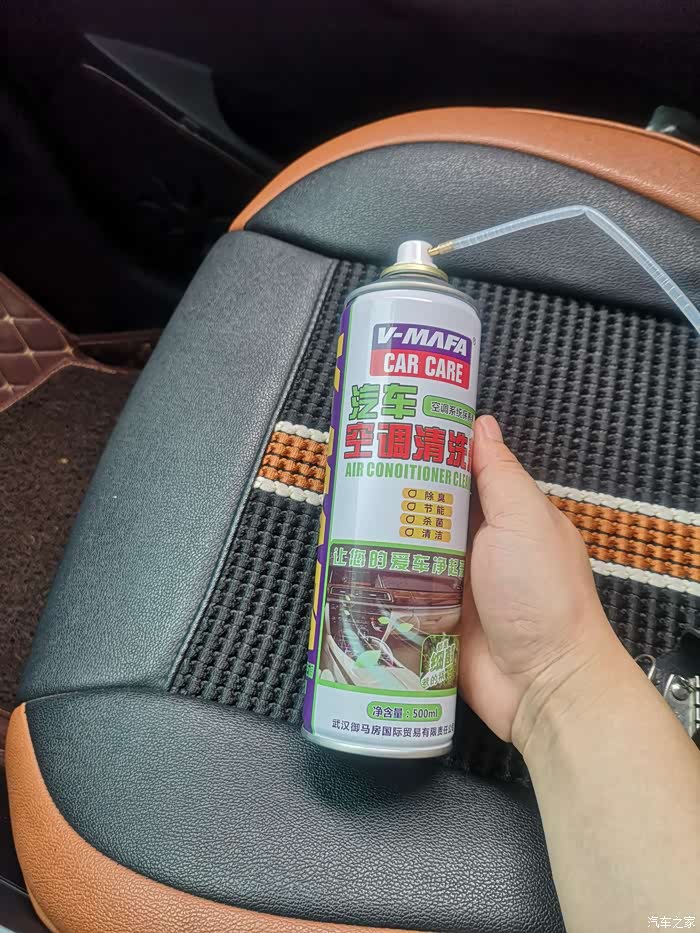 V-MAFA
CAR CARE
汽车
空调系统
空调清洗
AIR CONOITIONER CLE
除臭
节能
杀菌
清洁
让您的爱车净
净含量：500ml
武汉御马房国际贸易有限责任
汽车之家